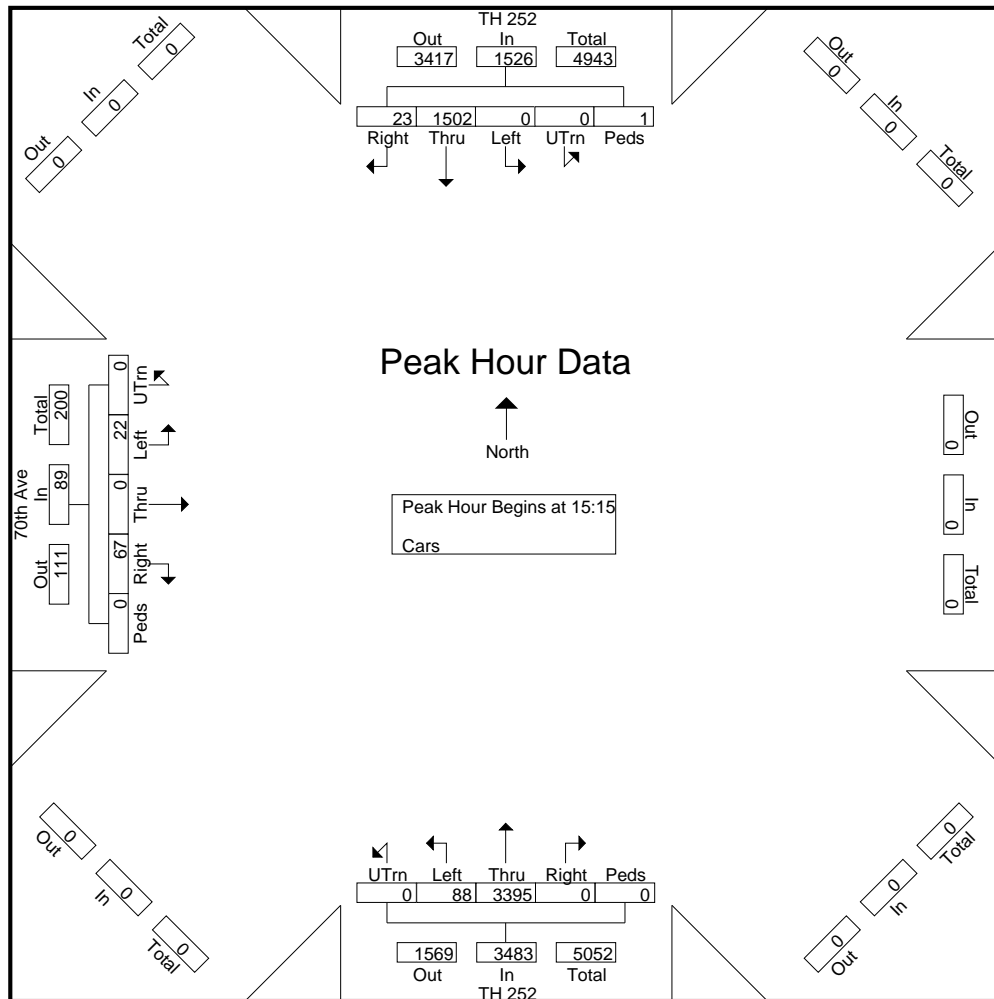 TH 252
Out In Total
3417 1526 4943
23 1502 0 0 1
Right Thru Left UTrn Peds
Total
0
In
0
Out
0
Out
0
In
0
Total
0
70th Ave
Out In Total
111 89 200
0 67 0 22 0
Peds Right Thru Left UTrn
Peak Hour Data
North
Peak Hour Begins at 15:15
Cars
Out
0
In
0
Total
0
Out
0
In
0
Total
0
Total
0
In
0
Out
0
UTrn Left Thru Right Peds
0 88 3395 0 0
1569 3483 5052
Out In Total
TH 252